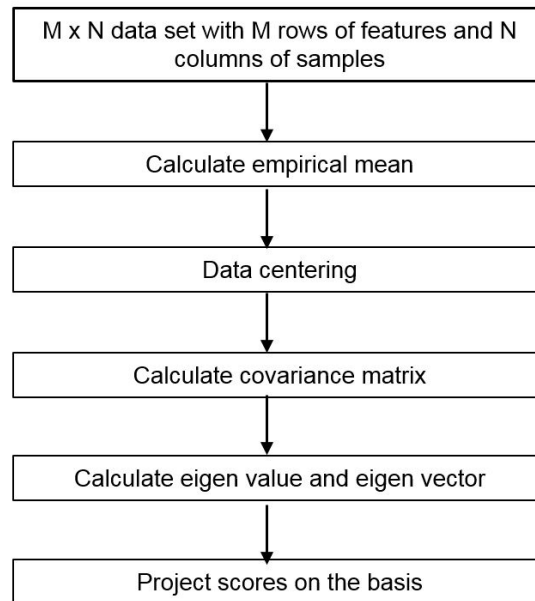 M x N data set with M rows of features and N
columns of samples
Calculate empirical mean
Data centering
Calculate covariance matrix
Calculate eigen value and eigen vector
Project scores on the basis